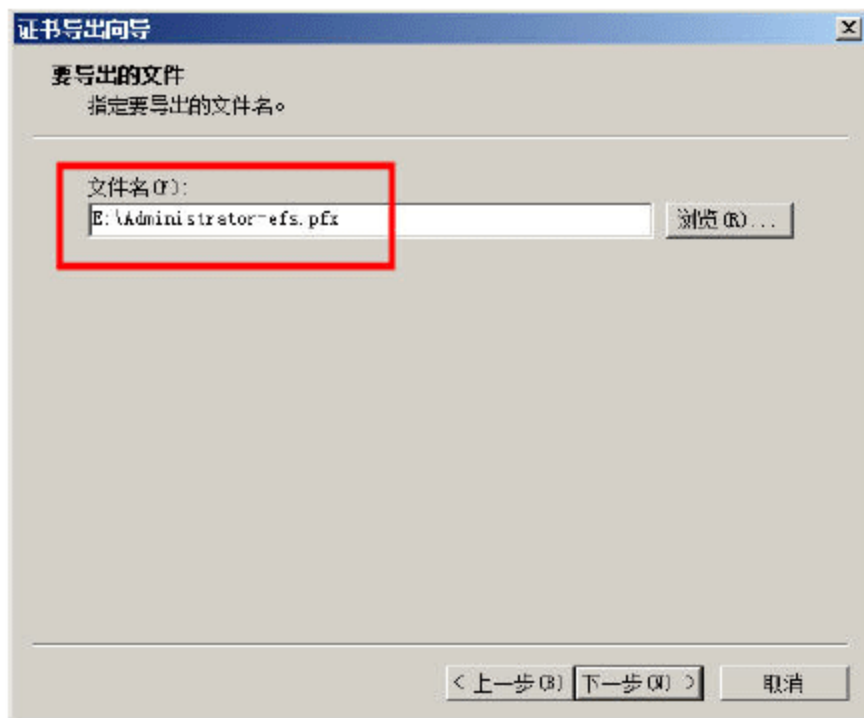 证书导出向导
要导出的文件
指定要导出的文件名。
文件名(F):
E:\Administrator-efs.pfx
浏览(R)...
< 上一步(B)
下一步(N) >
取消